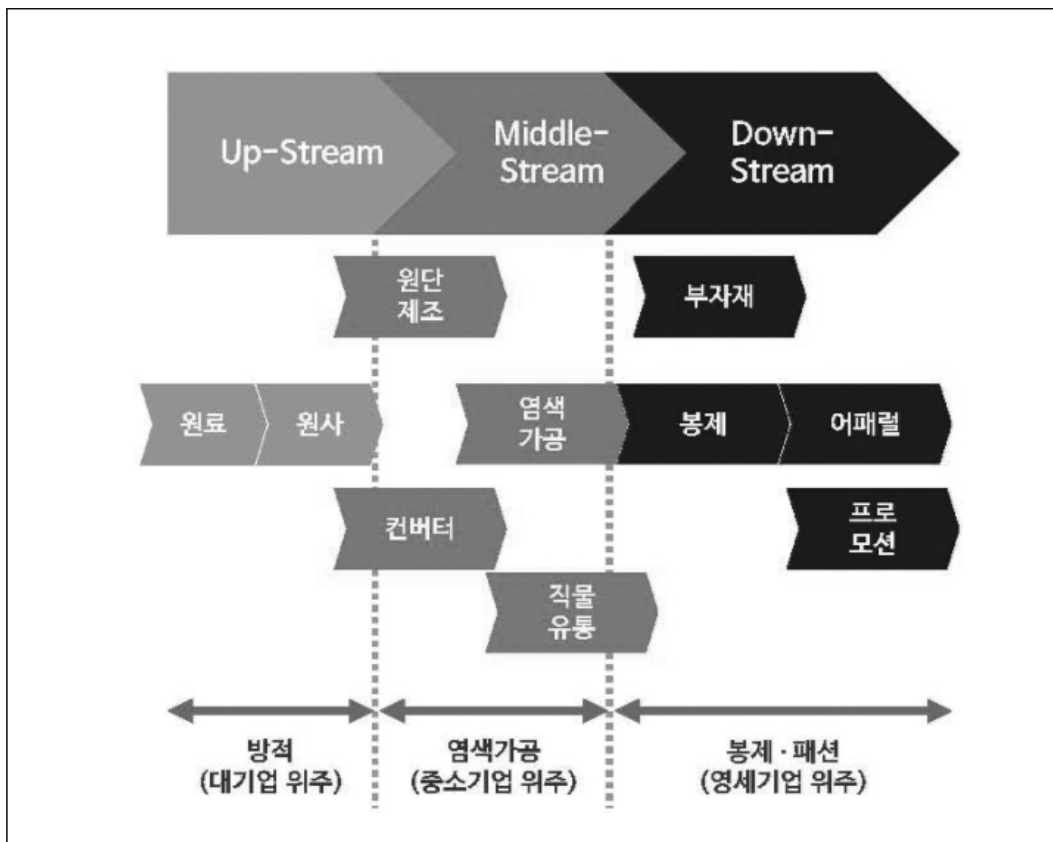 Up-Stream
Middle-
Stream
Down-
Stream
원단
제조
부자재
원료
원사
염색
가공
봉제
어패럴
컨버터
프로
모션
직물
유통
방적
(대기업 위주)
염색가공
(중소기업 위주)
봉제 · 패션
(영세기업 위주)